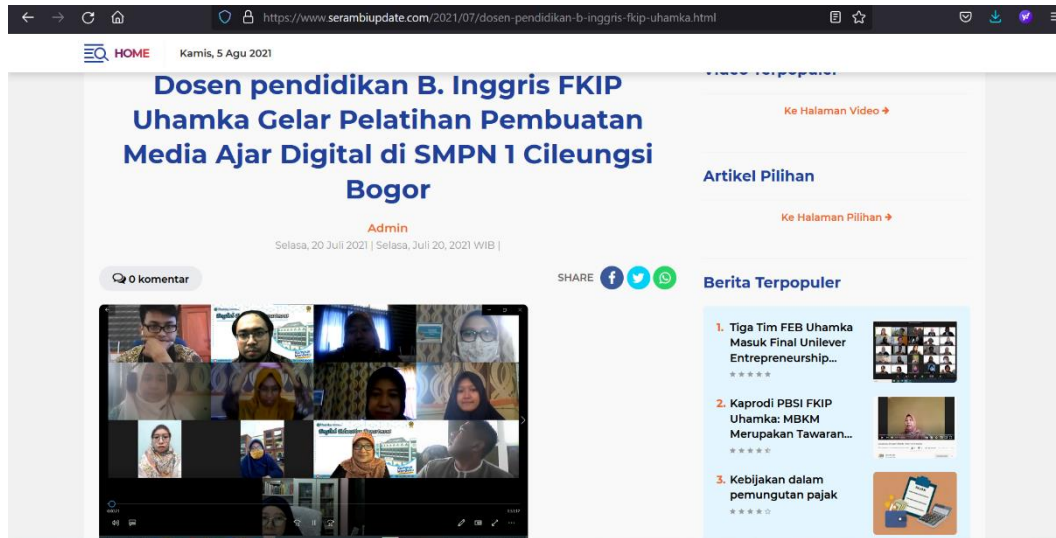 https://www.serambiupdate.com/2021/07/dosen-pendidikan-b-inggris-fkip-uhamka.html
HOME
Kamis, 5 Agu 2021
Dosen pendidikan B. Inggris FKIP
Uhamka Gelar Pelatihan Pembuatan
Media Ajar Digital di SMPN 1 Cileungsi
Bogor
Admin
Selasa, 20 Juli 2021 | Selasa, Juli 20, 2021 WIB |
0 komentar
SHARE
Video Terpopuler
Ke Halaman Video
Artikel Pilihan
Ke Halaman Pilihan
Berita Terpopuler
1. Tiga Tim FEB Uhamka
Masuk Final Unilever
Entrepreneurship...
2. Kaprodi PBSI FKIP
Uhamka: MBKM
Merupakan Tawaran...
3. Kebijakan dalam
pemungutan pajak